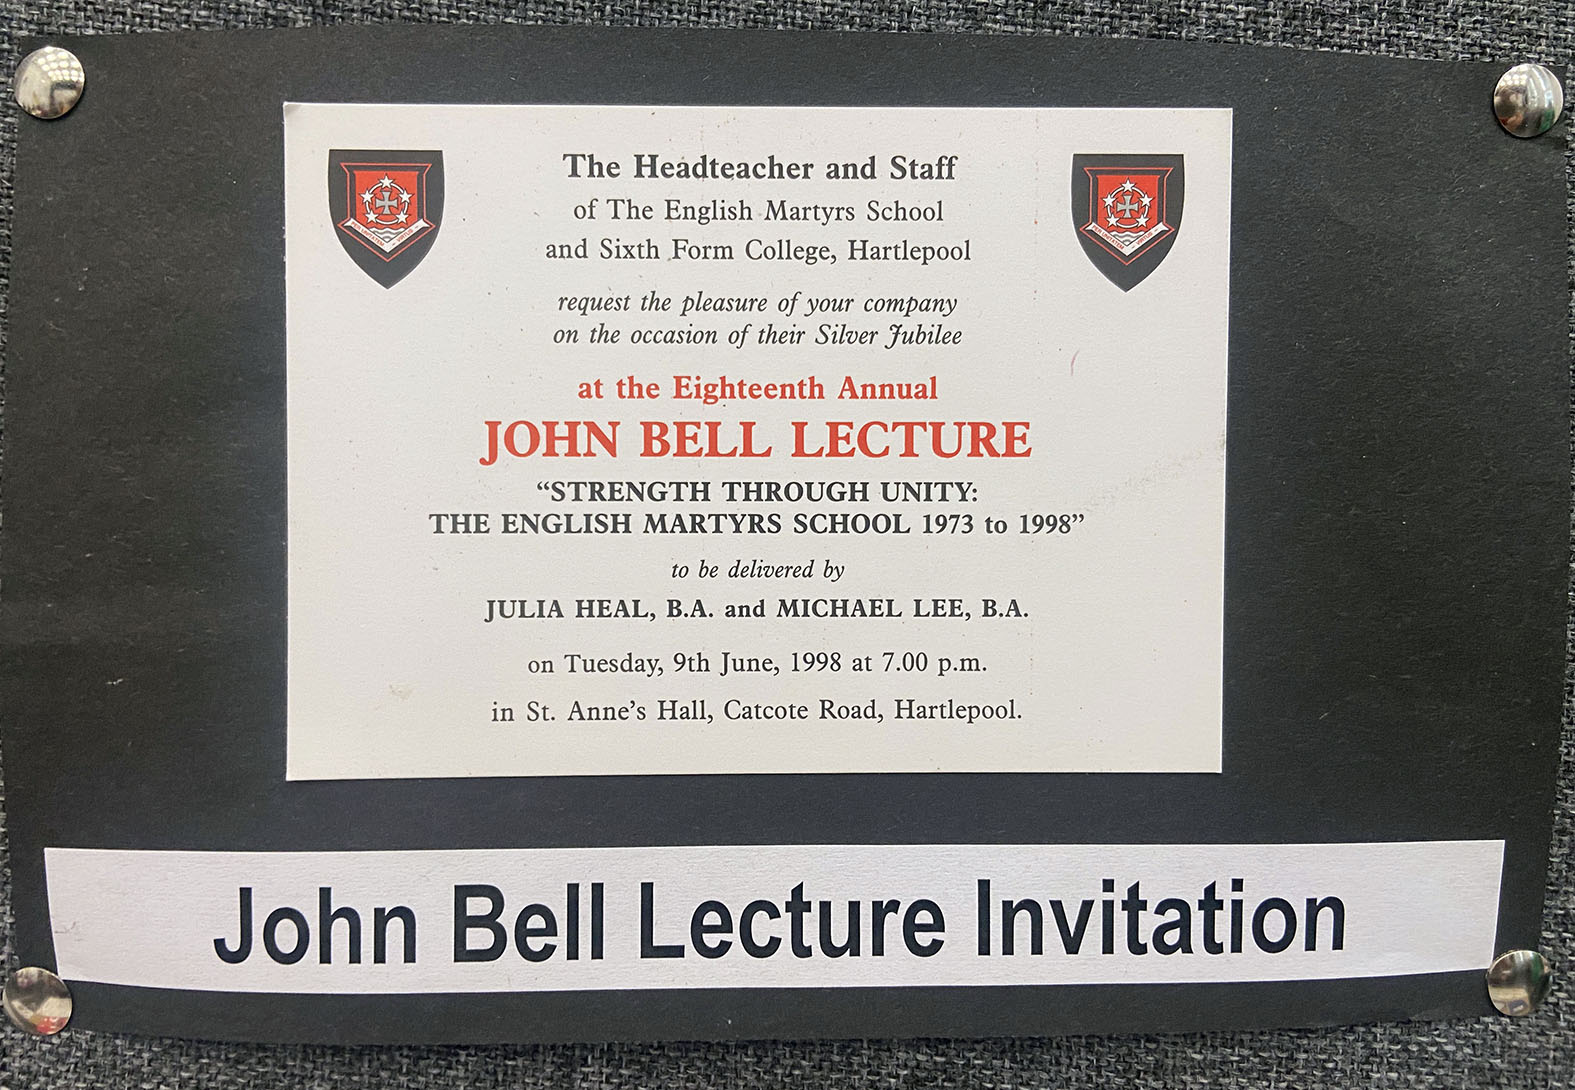 The Headteacher and Staff
of The English Martyrs School
and Sixth Form College, Hartlepool
request the pleasure of your company
on the occasion of their Silver Jubilee
at the Eighteenth Annual
JOHN BELL LECTURE
“STRENGTH THROUGH UNITY:
THE ENGLISH MARTYRS SCHOOL 1973 to 1998”
to be delivered by
JULIA HEAL, B.A. and MICHAEL LEE, B.A.
on Tuesday, 9th June, 1998 at 7.00 p.m.
in St. Anne’s Hall, Catcote Road, Hartlepool.
John Bell Lecture Invitation